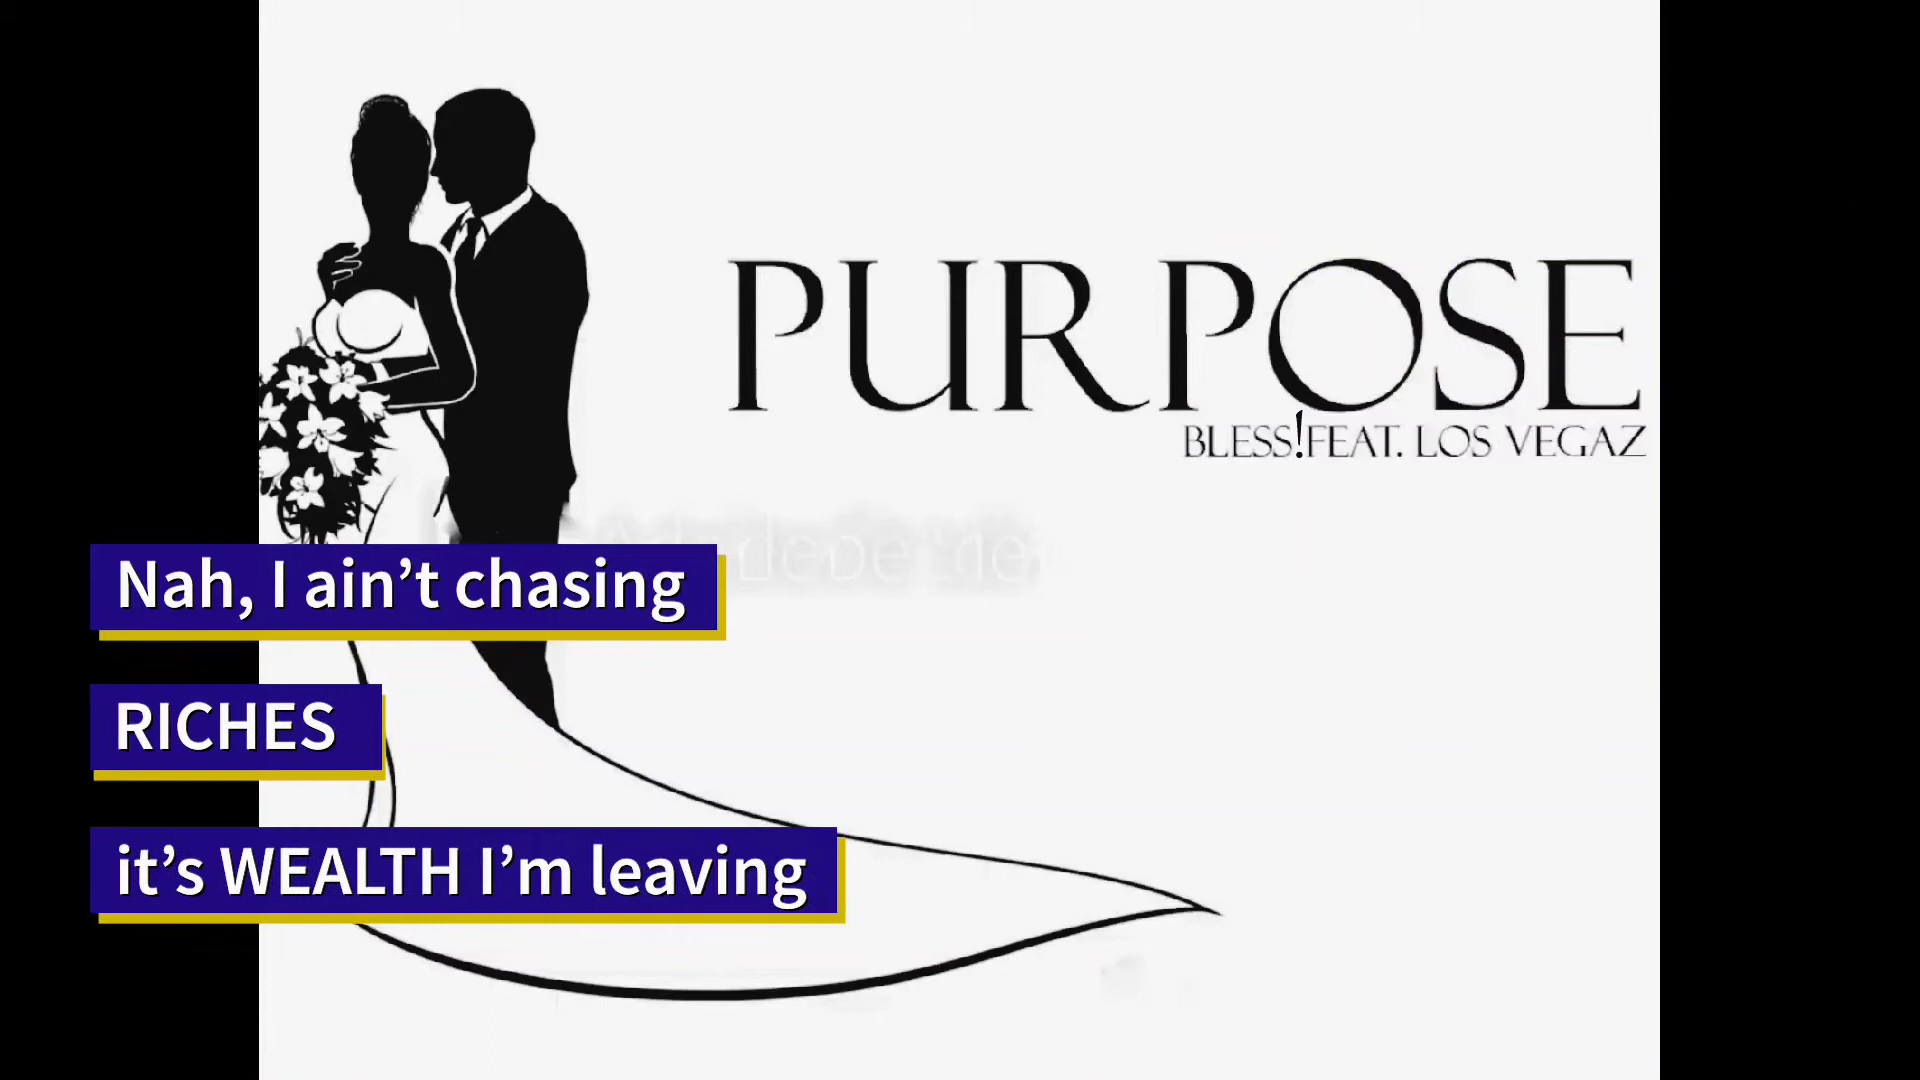 PURPOSE
BLESS!FEAT. LOS VEGAZ
Nah, I ain’t chasing
RICHES
it’s WEALTH I’m leaving